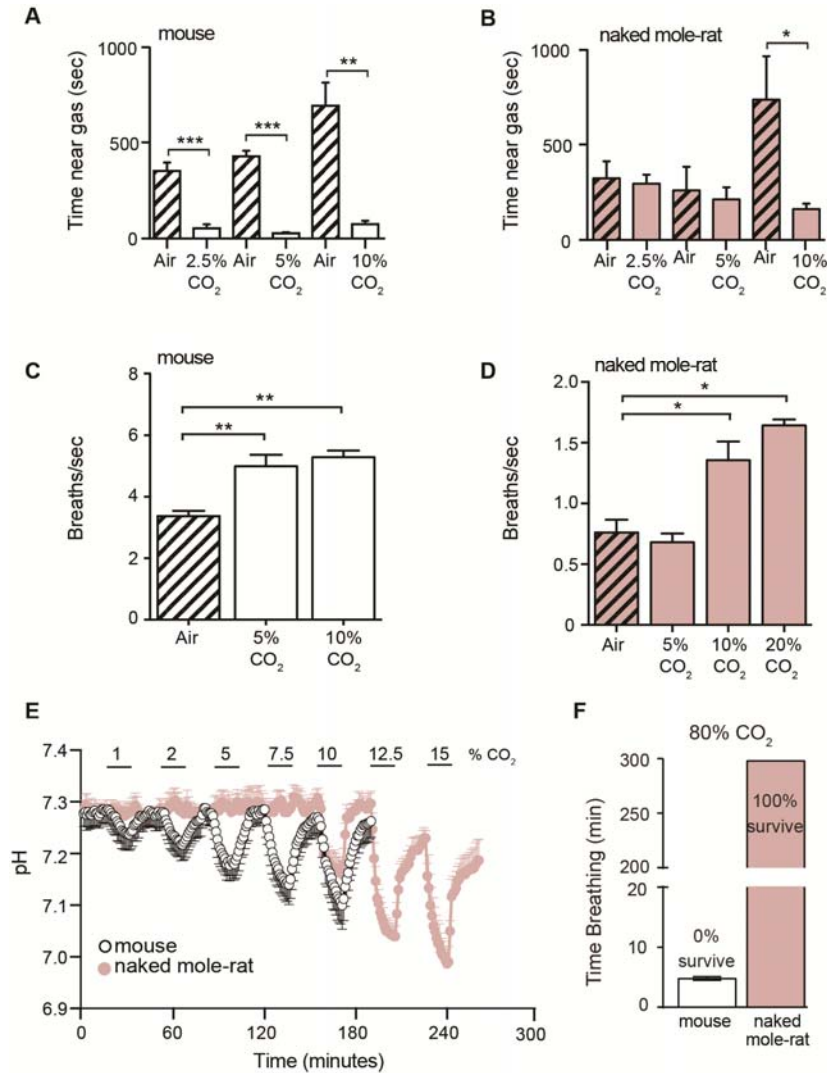 A
mouse
Time near gas (sec)
1000
500
0
***
***
**
Air 2.5% Air 5% Air 10%
CO2 CO2 CO2
B
naked mole-rat
Time near gas (sec)
1000
500
0
*
Air 2.5% Air 5% Air 10%
CO2 CO2 CO2
C
mouse
Breaths/sec
8
6
4
2
0
**
**
Air 5% 10%
CO2 CO2
D
naked mole-rat
Breaths/sec
2.0
1.5
1.0
0.5
0
*
*
Air 5% 10% 20%
CO2 CO2 CO2
E
1 2 5 7.5 10 12.5 15 % CO2
pH
7.4
7.3
7.2
7.1
7.0
6.9
mouse
naked mole-rat
0 60 120 180 240 300
Time (minutes)
F
80% CO2
Time Breathing (min)
300
250
200
20
10
0
100%
survive
0%
survive
mouse naked
mole-rat